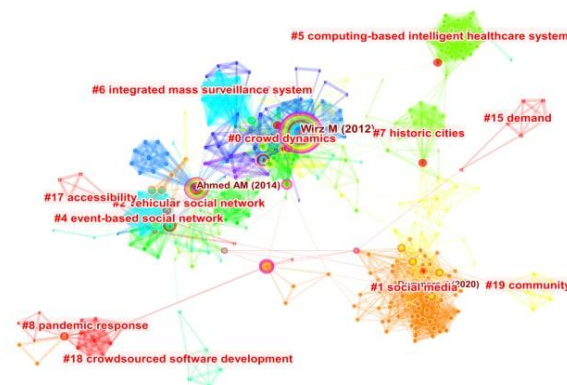 #5 computing-based intelligent healthcare system
#6 integrated mass surveillance system
#15 demand
Wirz M (2012)
#0 crowd dynamics
#7 historic cities
Ahmed AM (2014)
#17 accessibility
vehicular social network
#4 event-based social network
(2020)
#1 social media
#19 community
#8 pandemic response
#18 crowdsourced software development